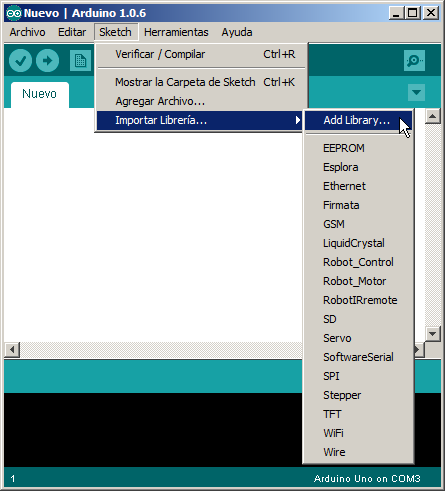 Nuevo | Arduino 1.0.6
Archivo Editar Sketch Herramientas Ayuda
Verificar / Compilar Ctrl+R
Mostrar la Carpeta de Sketch Ctrl+K
Agregar Archivo...
Importar Librería...
Nuevo
Add Library...
EEPROM
Esplora
Ethernet
Firmata
GSM
LiquidCrystal
Robot_Control
Robot_Motor
RobotIRremote
SD
Servo
SoftwareSerial
SPI
Stepper
TFT
WiFi
Wire
1 Arduino Uno on COM3